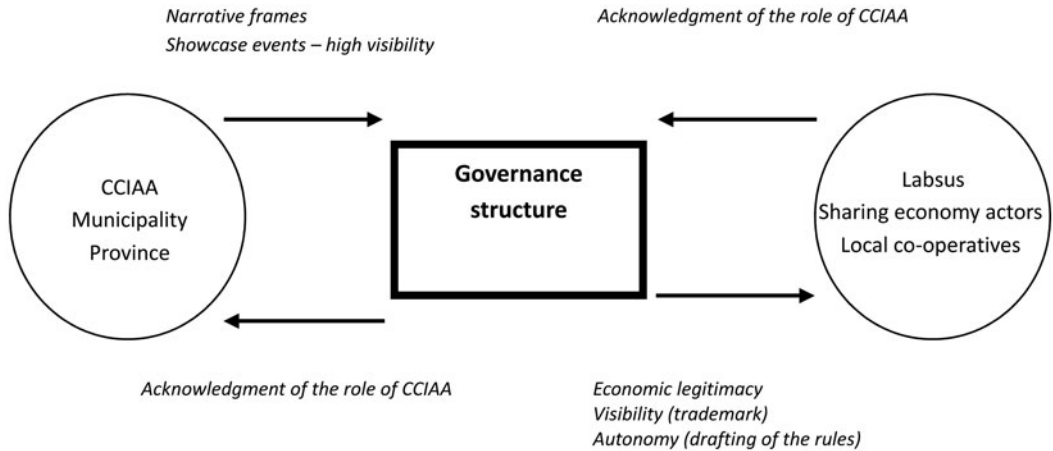 Narrative frames
Showcase events – high visibility
Acknowledgment of the role of CCIAA
CCIAA
Municipality
Province
Governance
structure
Labsus
Sharing economy actors
Local co-operatives
Acknowledgment of the role of CCIAA
Economic legitimacy
Visibility (trademark)
Autonomy (drafting of the rules)